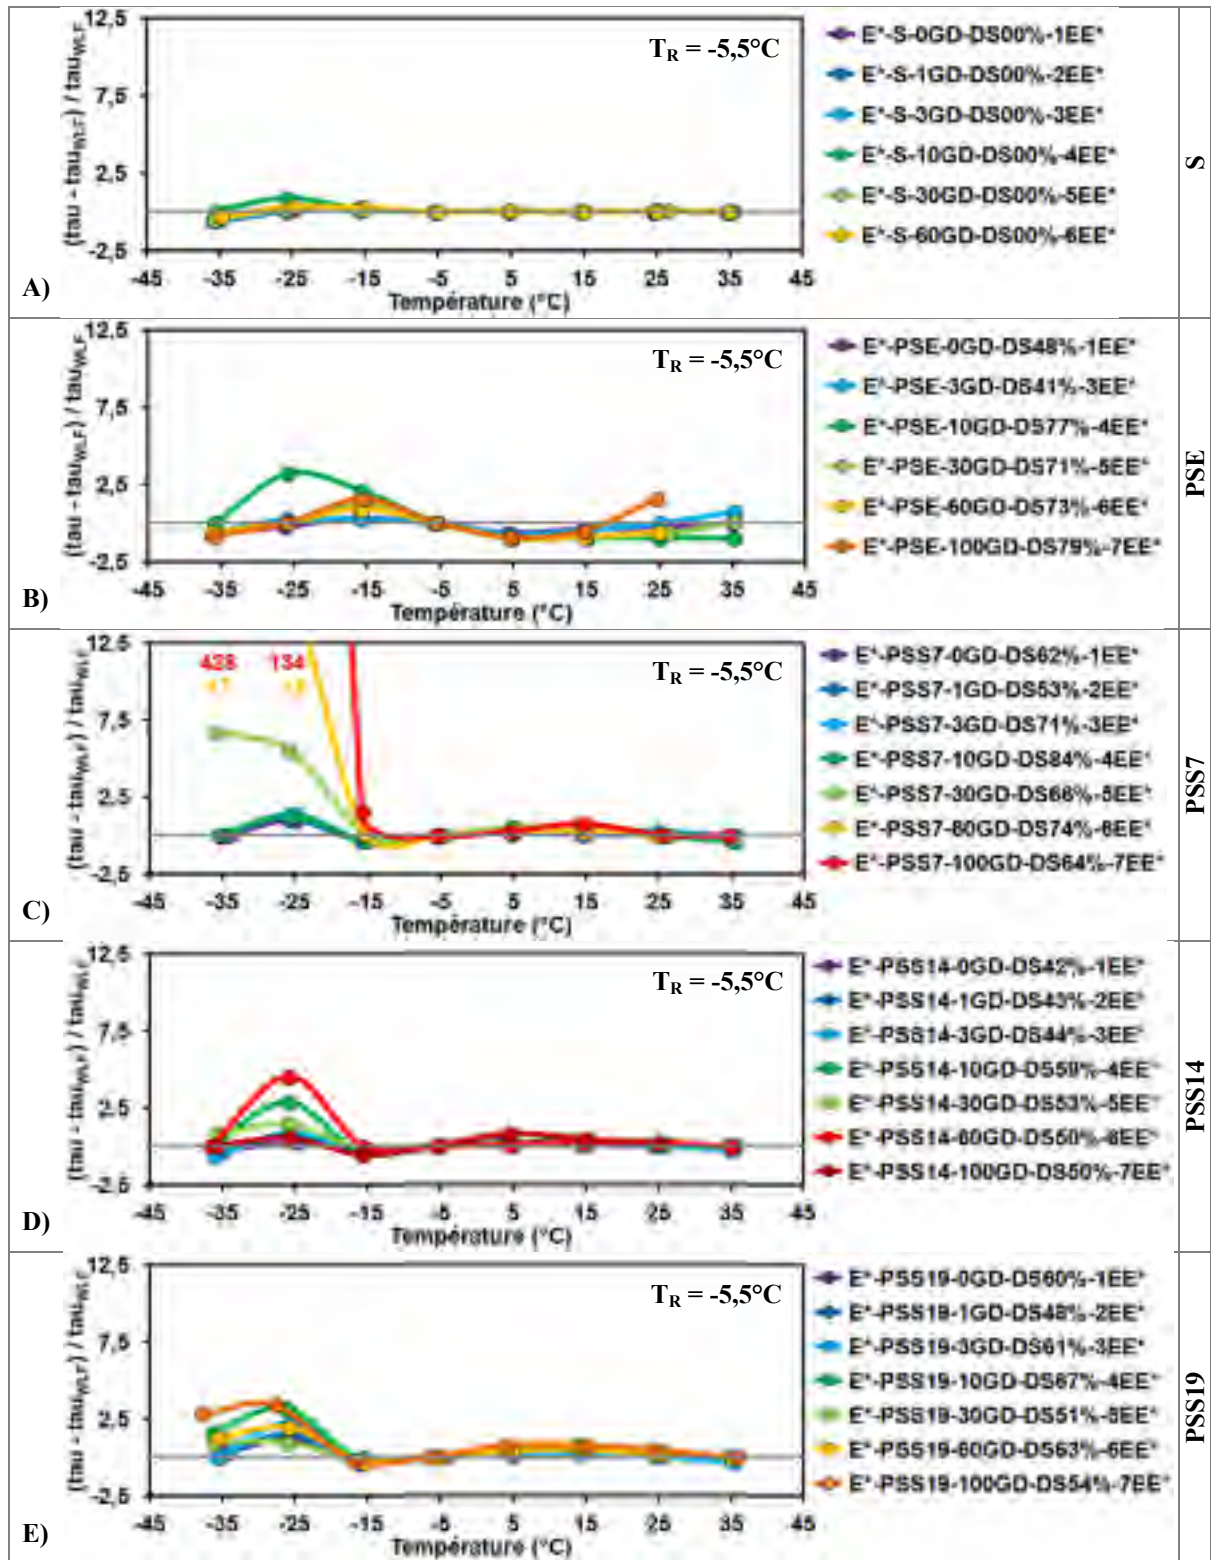 (tau - tau_WLF) / tau_WLF
12,5
7,5
2,5
-2,5
T_R = -5,5°C
-45 -35 -25 -15 -5 5 15 25 35 45
Température (°C)
A)
E*-S-0GD-DS00%-1EE*
E*-S-1GD-DS00%-2EE*
E*-S-3GD-DS00%-3EE*
E*-S-10GD-DS00%-4EE*
E*-S-30GD-DS00%-5EE*
E*-S-60GD-DS00%-6EE*
S
(tau - tau_WLF) / tau_WLF
12,5
7,5
2,5
-2,5
T_R = -5,5°C
-45 -35 -25 -15 -5 5 15 25 35 45
Température (°C)
B)
E*-PSE-0GD-DS48%-1EE*
E*-PSE-3GD-DS41%-3EE*
E*-PSE-10GD-DS77%-4EE*
E*-PSE-30GD-DS71%-5EE*
E*-PSE-60GD-DS73%-6EE*
E*-PSE-100GD-DS79%-7EE*
PSE
(tau - tau_WLF) / tau_WLF
12,5
7,5
2,5
-2,5
428 134
T_R = -5,5°C
-45 -35 -25 -15 -5 5 15 25 35 45
Température (°C)
C)
E*-PSS7-0GD-DS62%-1EE*
E*-PSS7-1GD-DS53%-2EE*
E*-PSS7-3GD-DS71%-3EE*
E*-PSS7-10GD-DS84%-4EE*
E*-PSS7-30GD-DS66%-5EE*
E*-PSS7-60GD-DS74%-6EE*
E*-PSS7-100GD-DS64%-7EE*
PSS7
(tau - tau_WLF) / tau_WLF
12,5
7,5
2,5
-2,5
T_R = -5,5°C
-45 -35 -25 -15 -5 5 15 25 35 45
Température (°C)
D)
E*-PSS14-0GD-DS42%-1EE*
E*-PSS14-1GD-DS43%-2EE*
E*-PSS14-3GD-DS44%-3EE*
E*-PSS14-10GD-DS59%-4EE*
E*-PSS14-30GD-DS53%-5EE*
E*-PSS14-60GD-DS50%-6EE*
E*-PSS14-100GD-DS50%-7EE*
PSS14
(tau - tau_WLF) / tau_WLF
12,5
7,5
2,5
-2,5
T_R = -5,5°C
-45 -35 -25 -15 -5 5 15 25 35 45
Température (°C)
E)
E*-PSS19-0GD-DS60%-1EE*
E*-PSS19-1GD-DS48%-2EE*
E*-PSS19-3GD-DS61%-3EE*
E*-PSS19-10GD-DS67%-4EE*
E*-PSS19-30GD-DS51%-5EE*
E*-PSS19-60GD-DS63%-6EE*
E*-PSS19-100GD-DS54%-7EE*
PSS19